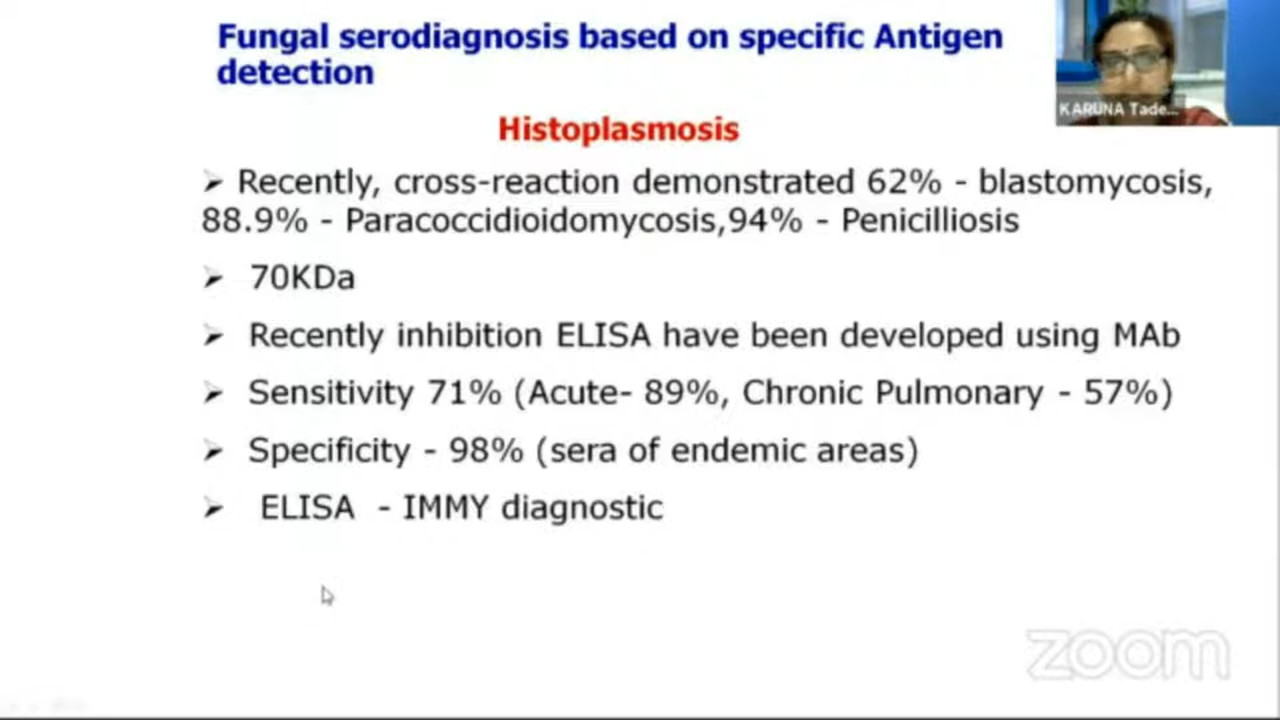 Fungal serodiagnosis based on specific Antigen
detection
KARUNA Tade...
Histoplasmosis
➢ Recently, cross-reaction demonstrated 62% - blastomycosis,
88.9% - Paracoccidioidomycosis,94% - Penicilliosis
➢ 70KDa
➢ Recently inhibition ELISA have been developed using MAb
➢ Sensitivity 71% (Acute- 89%, Chronic Pulmonary - 57%)
➢ Specificity - 98% (sera of endemic areas)
➢ ELISA - IMMY diagnostic
zoom